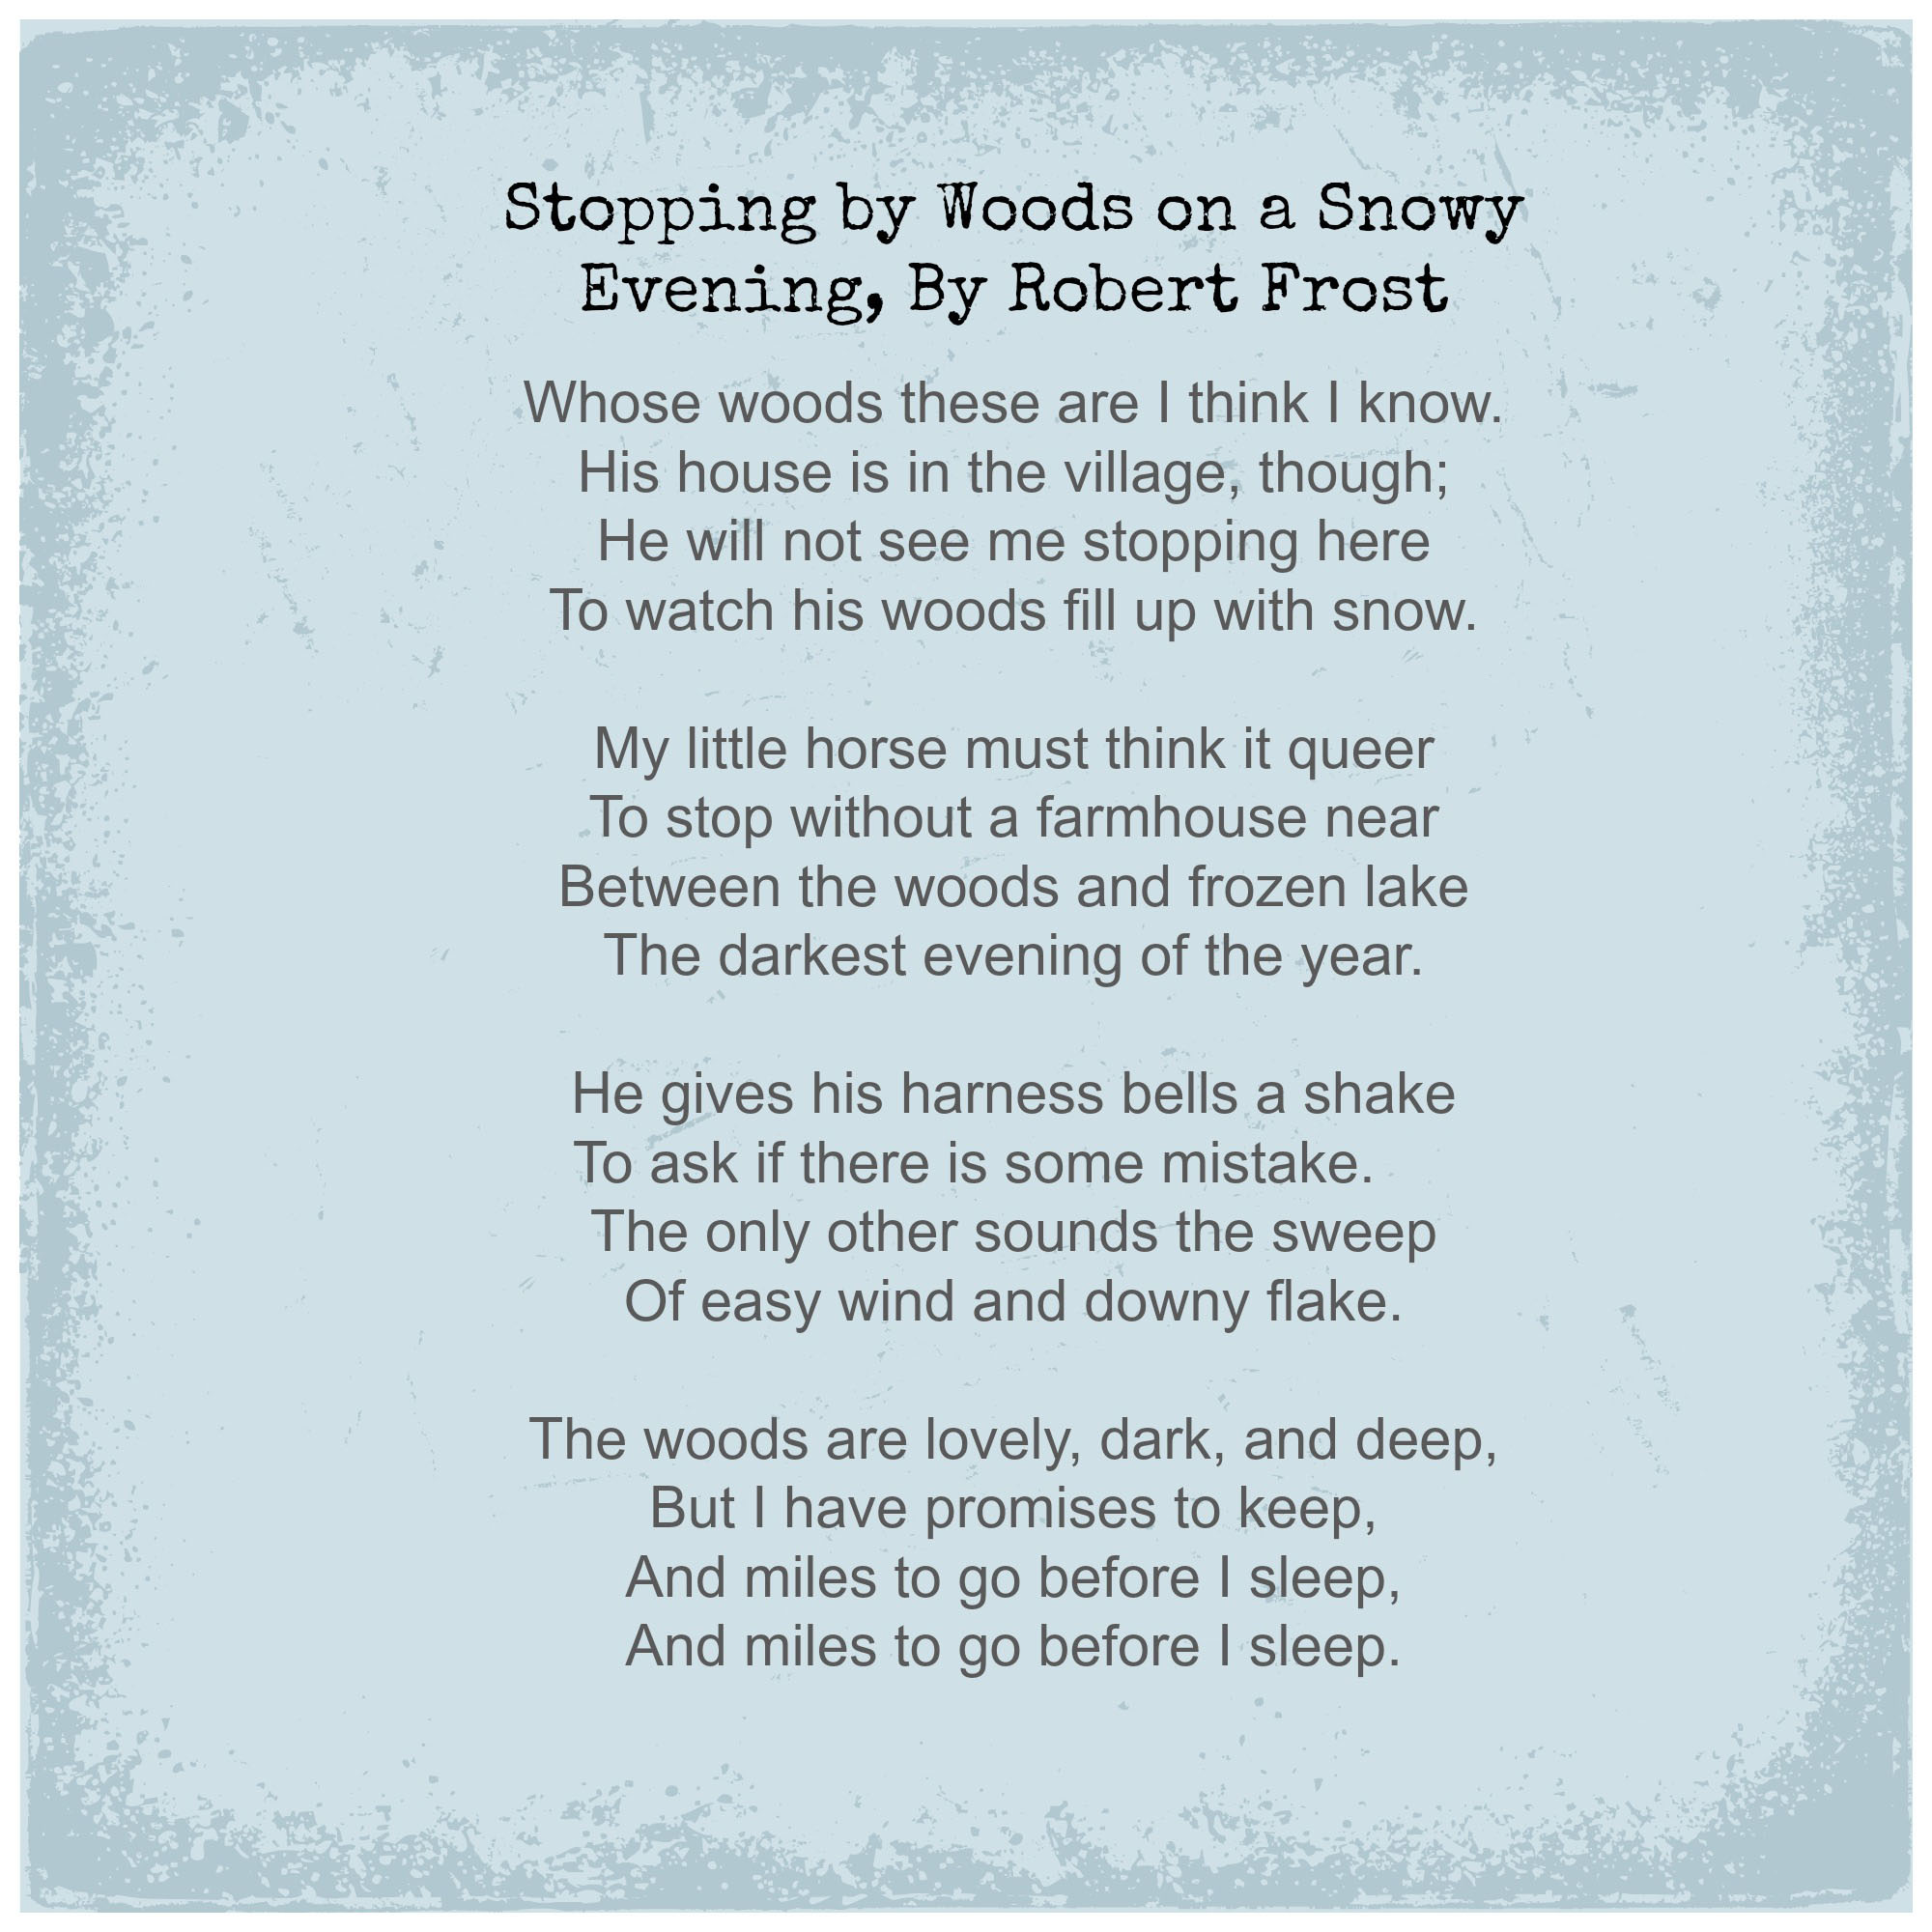 Stopping by Woods on a Snowy
Evening, By Robert Frost
Whose woods these are I think I know.
His house is in the village, though;
He will not see me stopping here
To watch his woods fill up with snow.
My little horse must think it queer
To stop without a farmhouse near
Between the woods and frozen lake
The darkest evening of the year.
He gives his harness bells a shake
To ask if there is some mistake.
The only other sounds the sweep
Of easy wind and downy flake.
The woods are lovely, dark, and deep,
But I have promises to keep,
And miles to go before I sleep,
And miles to go before I sleep.